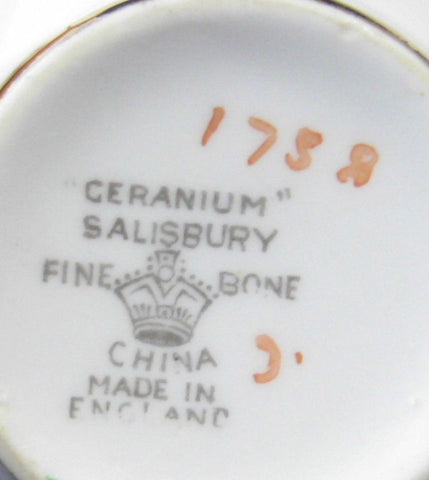 1758
"GERANIUM"
SALISBURY
FINE BONE
CHINA
MADE IN
ENGLAND